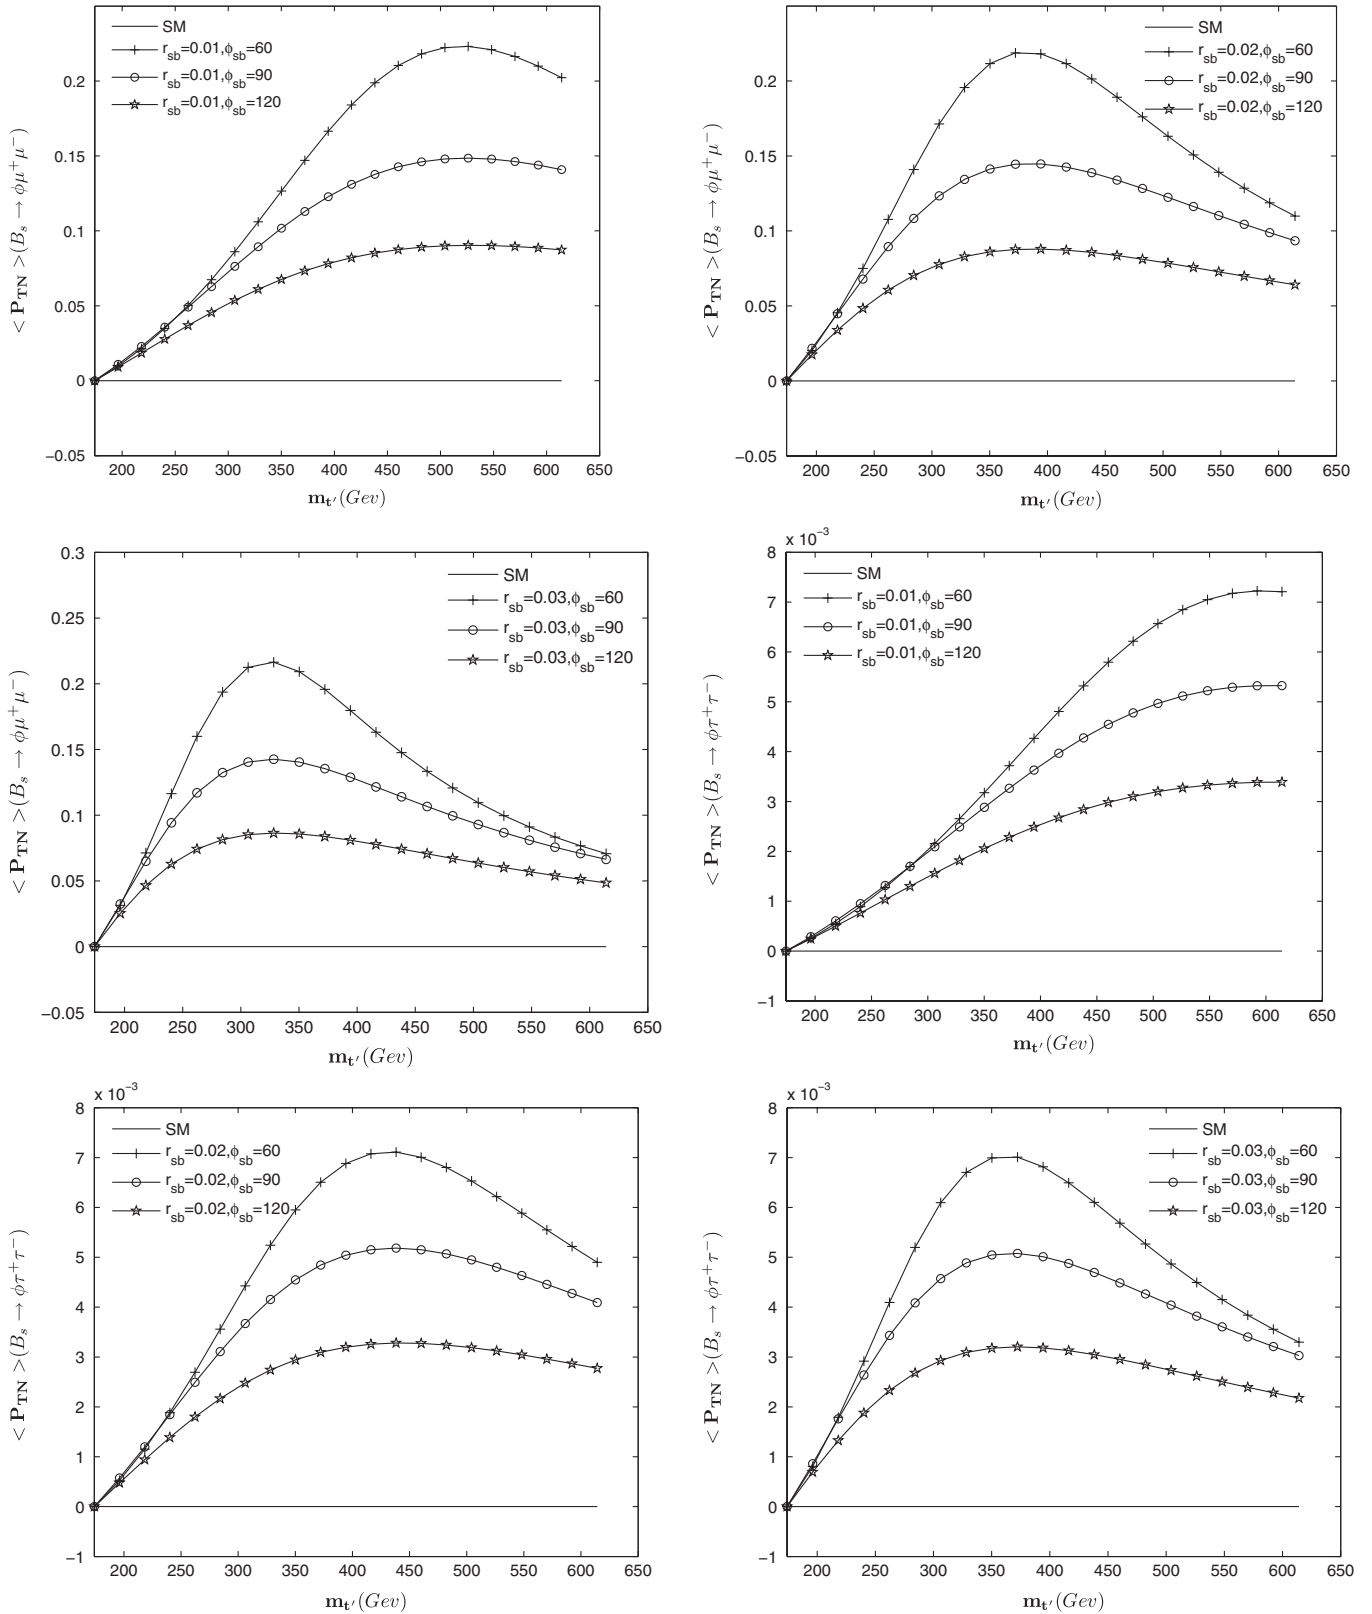 SM
r_sb=0.01,φ_sb=60
r_sb=0.01,φ_sb=90
r_sb=0.01,φ_sb=120
0.2
0.15
0.1
0.05
0
−0.05
200 250 300 350 400 450 500 550 600 650
m_t′(Gev)
< P_TN >(B_s → φμ⁺μ⁻)
SM
r_sb=0.02,φ_sb=60
r_sb=0.02,φ_sb=90
r_sb=0.02,φ_sb=120
0.2
0.15
0.1
0.05
0
−0.05
200 250 300 350 400 450 500 550 600 650
m_t′(Gev)
< P_TN >(B_s → φμ⁺μ⁻)
SM
r_sb=0.03,φ_sb=60
r_sb=0.03,φ_sb=90
r_sb=0.03,φ_sb=120
0.3
0.25
0.2
0.15
0.1
0.05
0
−0.05
200 250 300 350 400 450 500 550 600 650
m_t′(Gev)
< P_TN >(B_s → φμ⁺μ⁻)
x 10⁻³
SM
r_sb=0.01,φ_sb=60
r_sb=0.01,φ_sb=90
r_sb=0.01,φ_sb=120
8
7
6
5
4
3
2
1
0
−1
200 250 300 350 400 450 500 550 600 650
m_t′(Gev)
< P_TN >(B_s → φτ⁺τ⁻)
x 10⁻³
SM
r_sb=0.02,φ_sb=60
r_sb=0.02,φ_sb=90
r_sb=0.02,φ_sb=120
8
7
6
5
4
3
2
1
0
−1
200 250 300 350 400 450 500 550 600 650
m_t′(Gev)
< P_TN >(B_s → φτ⁺τ⁻)
x 10⁻³
SM
r_sb=0.03,φ_sb=60
r_sb=0.03,φ_sb=90
r_sb=0.03,φ_sb=120
8
7
6
5
4
3
2
1
0
−1
200 250 300 350 400 450 500 550 600 650
m_t′(Gev)
< P_TN >(B_s → φτ⁺τ⁻)